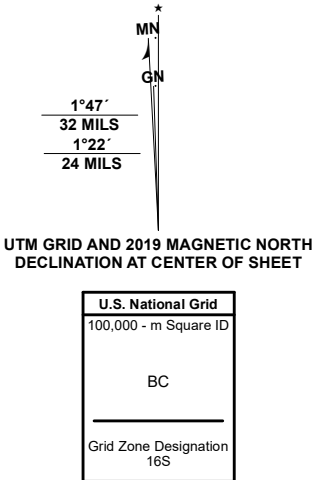 ★
MN
GN
1°47´
32 MILS
1°22´
24 MILS
UTM GRID AND 2019 MAGNETIC NORTH
DECLINATION AT CENTER OF SHEET
U.S. National Grid
100,000 - m Square ID
BC
Grid Zone Designation
16S